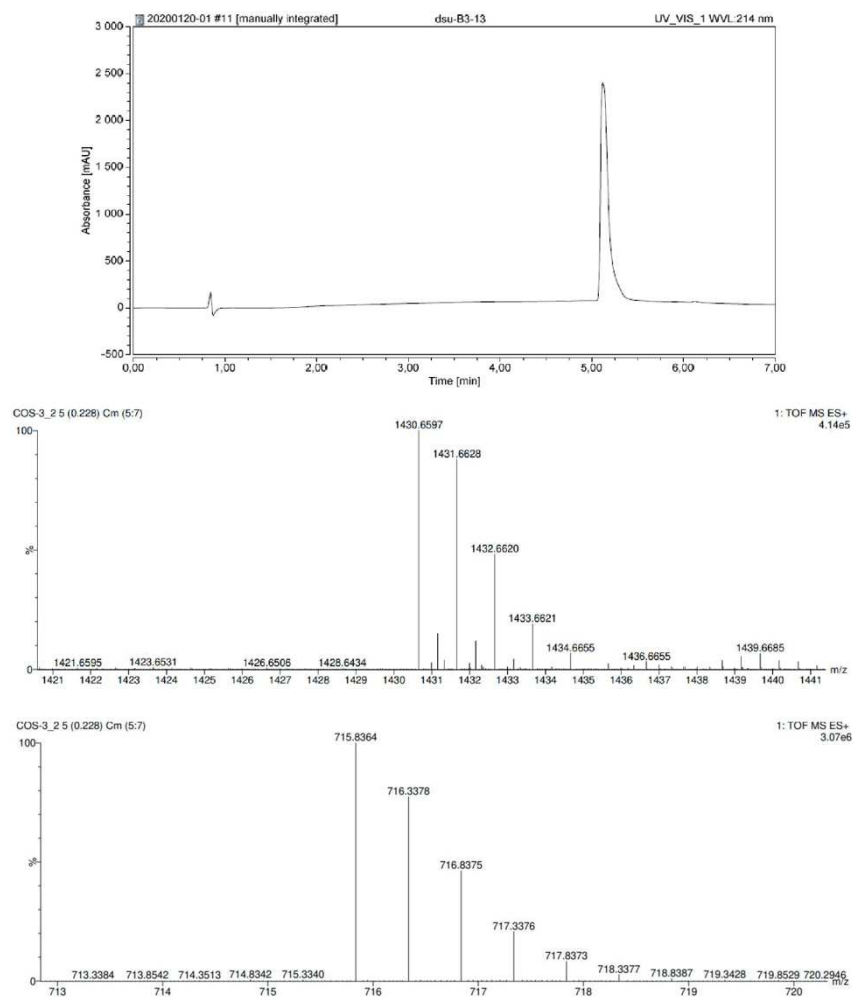 20200120-01 #11 [manually integrated] dsu-B3-13 UV_VIS_1 WVL:214 nm
3 000
2 500
2 000
1 500
1 000
500
0
-500
Absorbance [mAU]
0,00 1,00 2,00 3,00 4,00 5,00 6,00 7,00
Time [min]
COS-3_2 5 (0.228) Cm (5:7) 1: TOF MS ES+
4.14e5
100
%
0
1430.6597
1431.6628
1432.6620
1433.6621
1434.6655
1421.6595 1423.6531 1426.6506 1428.6434 1436.6655 1439.6685
m/z
1421 1422 1423 1424 1425 1426 1427 1428 1429 1430 1431 1432 1433 1434 1435 1436 1437 1438 1439 1440 1441
COS-3_2 5 (0.228) Cm (5:7) 1: TOF MS ES+
3.07e6
100
%
0
715.8364
716.3378
716.8375
717.3376
717.8373
713.3384 713.8542 714.3513 714.8342 715.3340 718.3377 718.8387 719.3428 719.8529 720.2946
m/z
713 714 715 716 717 718 719 720